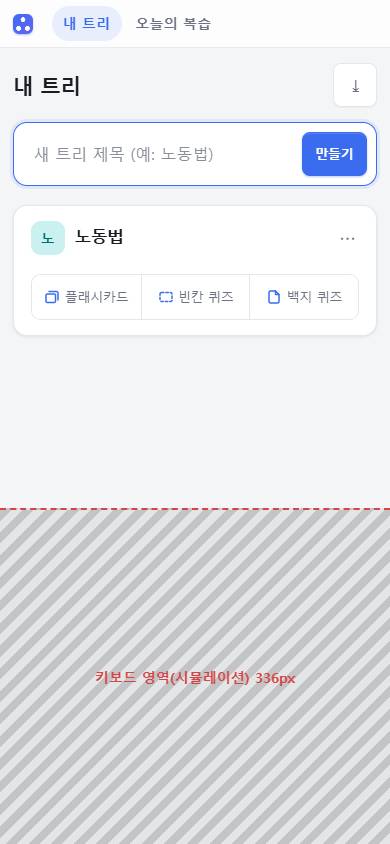 내 트리 오늘의 복습
내 트리
↓
새 트리 제목 (예: 노동법) 만들기
노 노동법 ...
플래시카드 빈칸 퀴즈 백지 퀴즈
키보드 영역(시뮬레이션) 336px